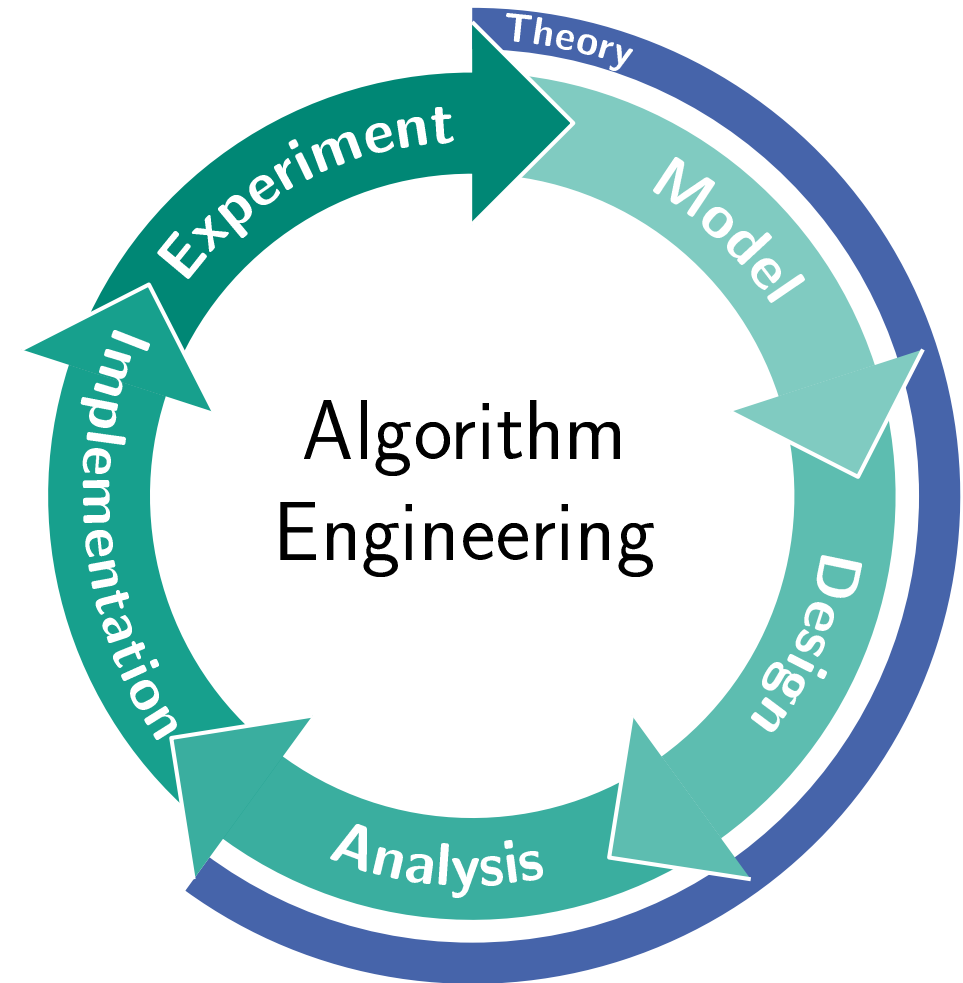 Theory
Experiment
Model
Implementation
Algorithm
Engineering
Design
Analysis